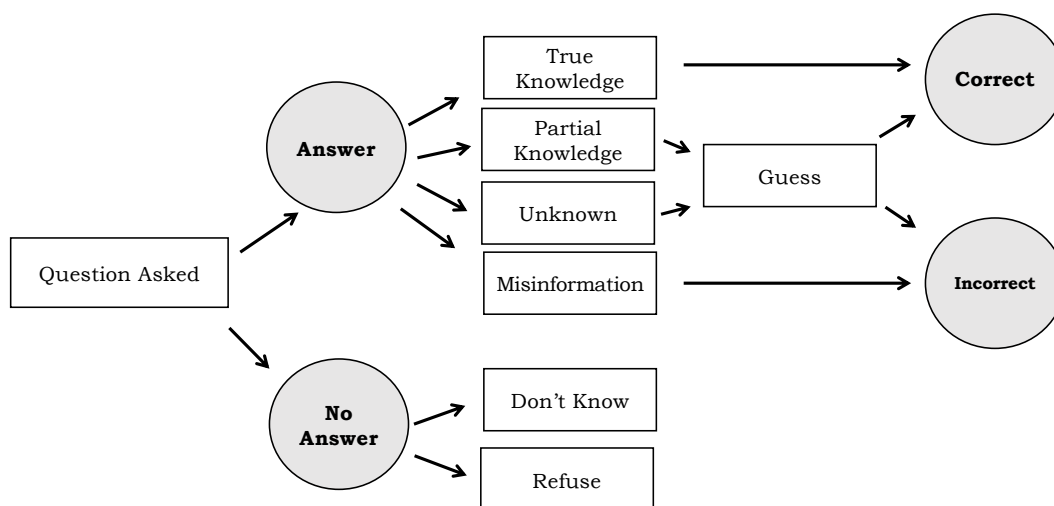 True
Knowledge
Correct
Partial
Knowledge
Answer
Guess
Unknown
Question Asked
Misinformation
Incorrect
No
Answer
Don’t Know
Refuse